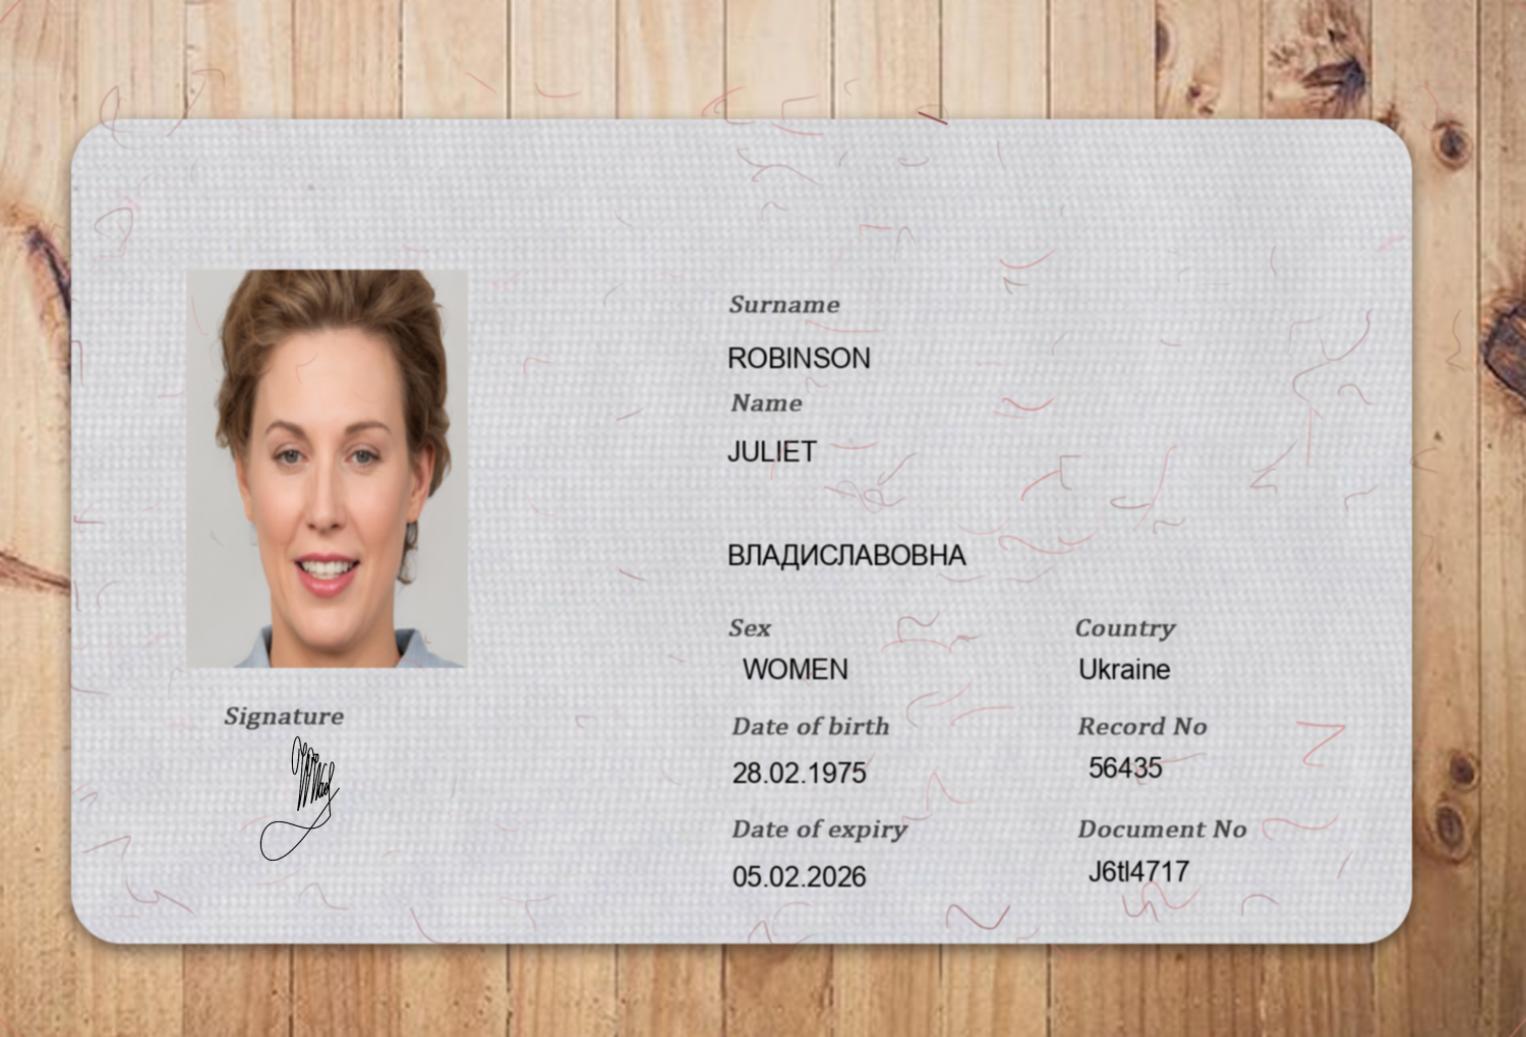 Surname
ROBINSON
Name
JULIET
ВЛАДИСЛАВОВНА
Sex
WOMEN
Country
Ukraine
Date of birth
28.02.1975
Record No
56435
Date of expiry
05.02.2026
Document No
J6tl4717
Signature